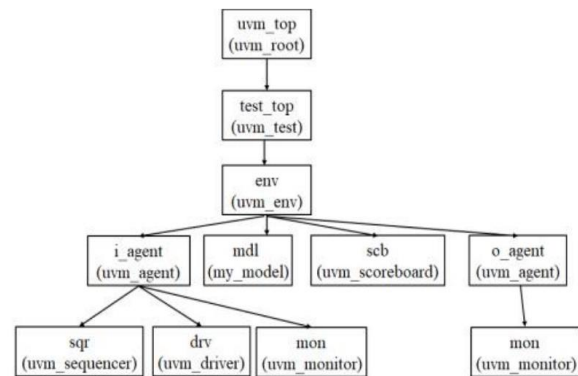 uvm_top
(uvm_root)
test_top
(uvm_test)
env
(uvm_env)
i_agent
(uvm_agent)
mdl
(my_model)
scb
(uvm_scoreboard)
o_agent
(uvm_agent)
sqr
(uvm_sequencer)
drv
(uvm_driver)
mon
(uvm_monitor)
mon
(uvm_monitor)